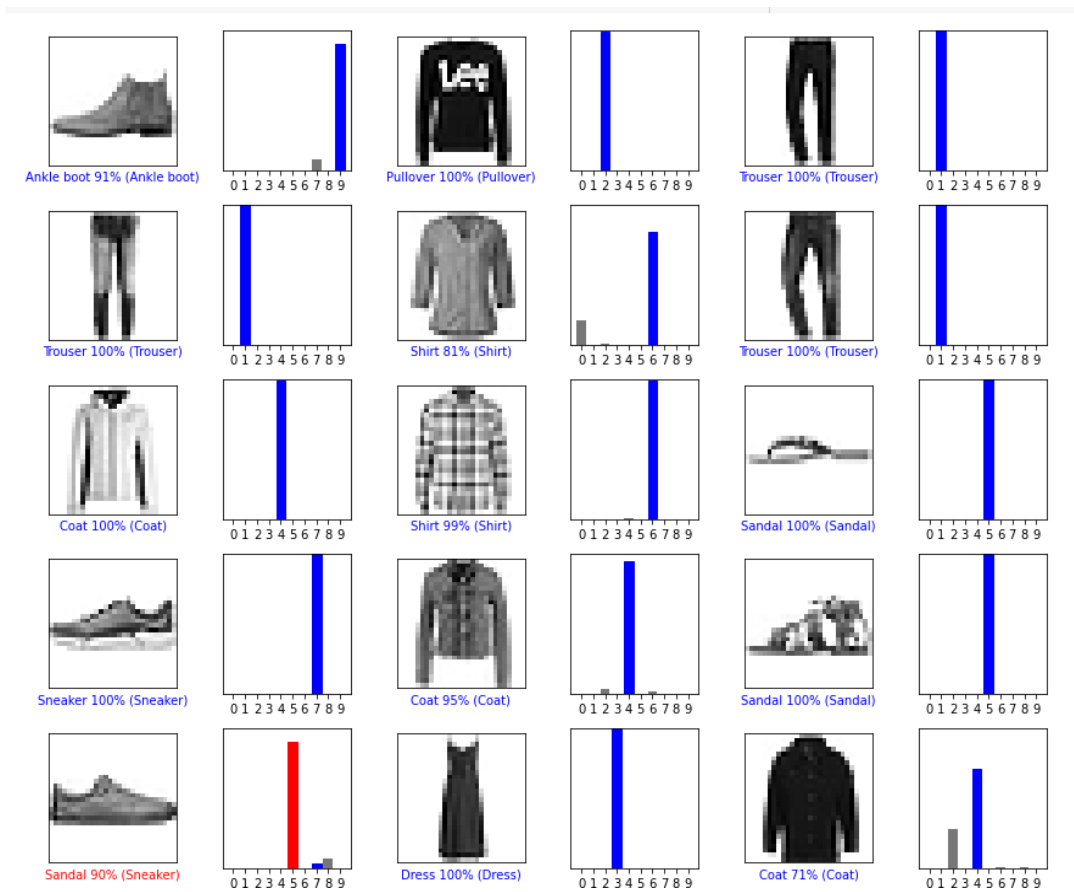 Lee
0 1 2 3 4 5 6 7 8 9
0 1 2 3 4 5 6 7 8 9
0 1 2 3 4 5 6 7 8 9
Ankle boot 91% (Ankle boot)
Pullover 100% (Pullover)
Trouser 100% (Trouser)
0 1 2 3 4 5 6 7 8 9
0 1 2 3 4 5 6 7 8 9
0 1 2 3 4 5 6 7 8 9
Trouser 100% (Trouser)
Shirt 81% (Shirt)
Trouser 100% (Trouser)
0 1 2 3 4 5 6 7 8 9
0 1 2 3 4 5 6 7 8 9
0 1 2 3 4 5 6 7 8 9
Coat 100% (Coat)
Shirt 99% (Shirt)
Sandal 100% (Sandal)
0 1 2 3 4 5 6 7 8 9
0 1 2 3 4 5 6 7 8 9
0 1 2 3 4 5 6 7 8 9
Sneaker 100% (Sneaker)
Coat 95% (Coat)
Sandal 100% (Sandal)
0 1 2 3 4 5 6 7 8 9
0 1 2 3 4 5 6 7 8 9
0 1 2 3 4 5 6 7 8 9
Sandal 90% (Sneaker)
Dress 100% (Dress)
Coat 71% (Coat)